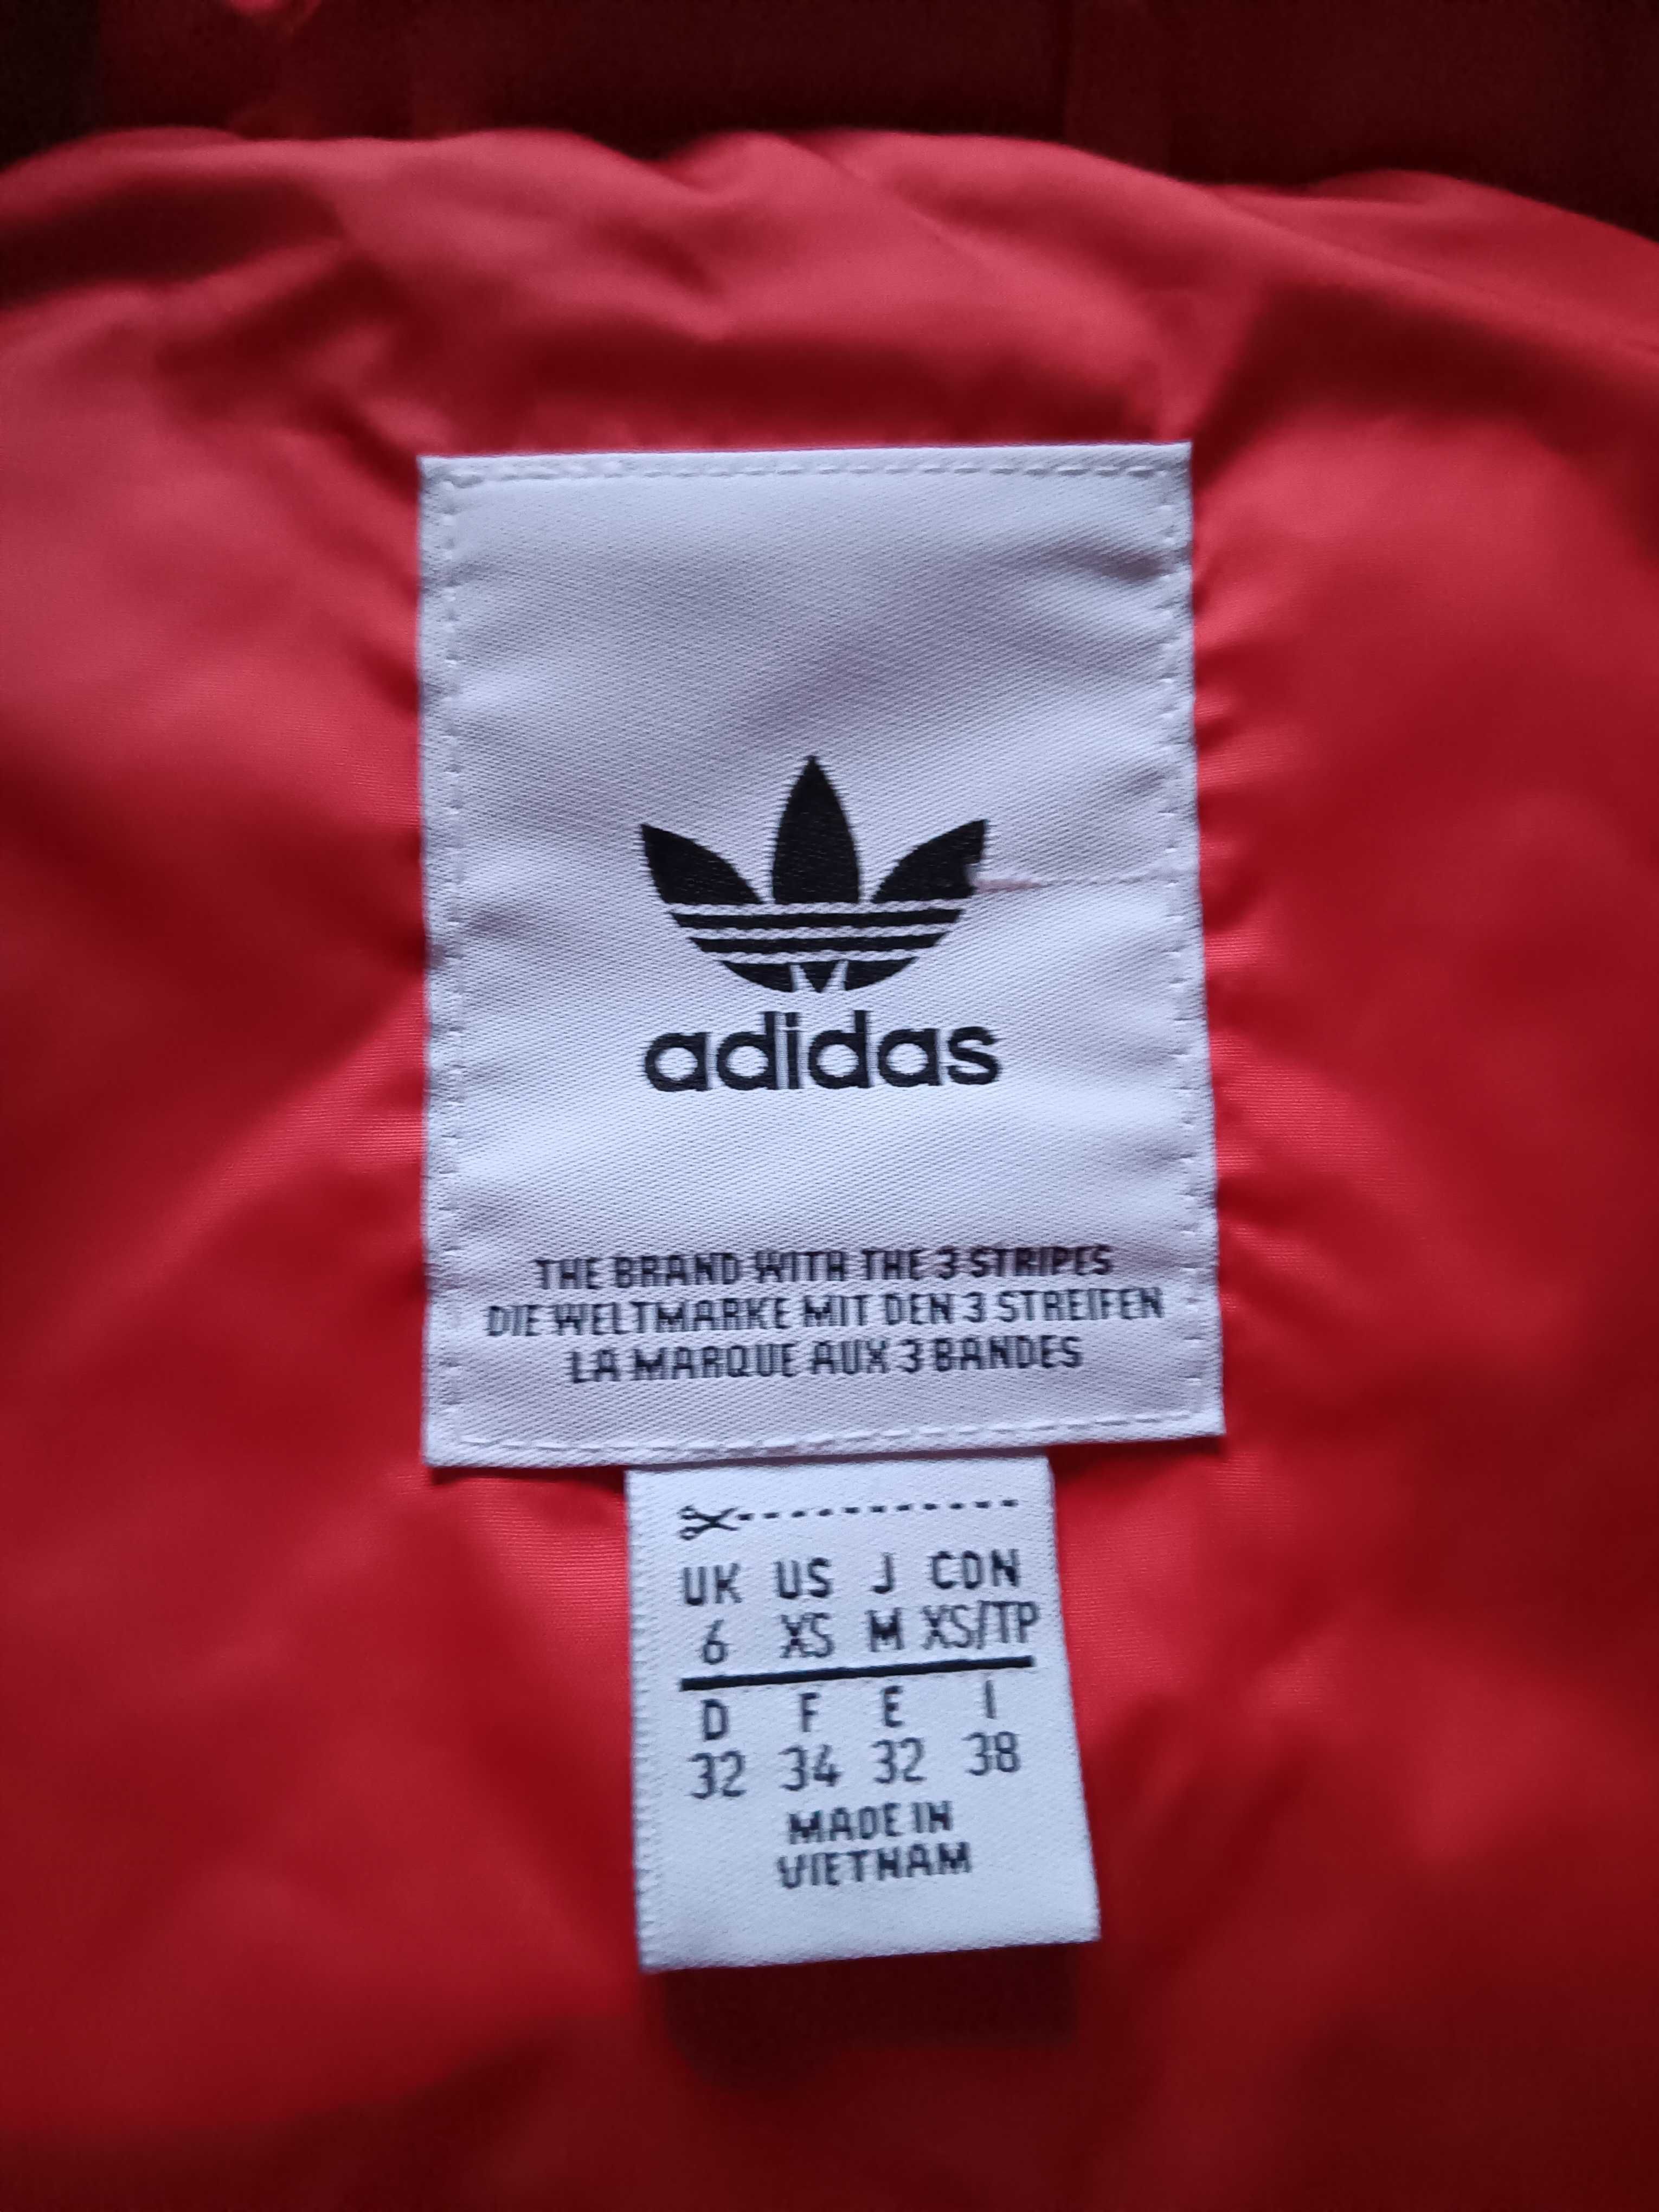 adidas
THE BRAND WITH THE 3 STRIPES
DIE WELTMARKE MIT DEN 3 STREIFEN
LA MARQUE AUX 3 BANDES
UK US J CDN
6 XS M XS/TP
D F E I
32 34 32 38
MADE IN
VIETNAM